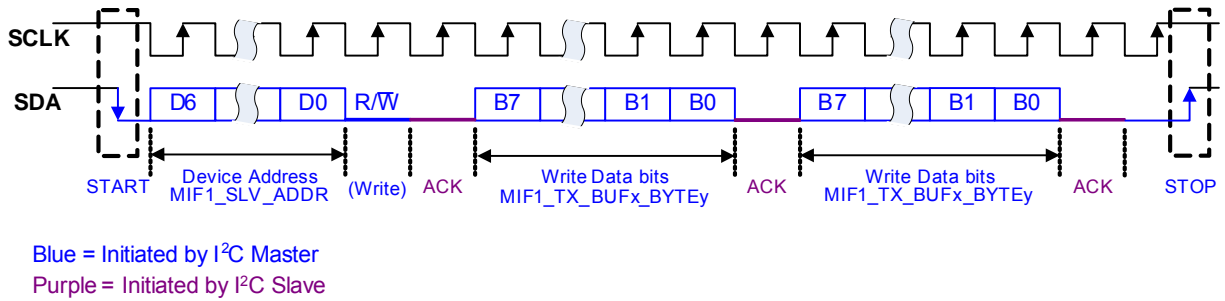 SCLK
SDA
D6 D0 R/W̅ B7 B1 B0 B7 B1 B0
START Device Address (Write) ACK Write Data bits ACK Write Data bits ACK STOP
MIF1_SLV_ADDR MIF1_TX_BUFx_BYTEy MIF1_TX_BUFx_BYTEy
Blue = Initiated by I²C Master
Purple = Initiated by I²C Slave